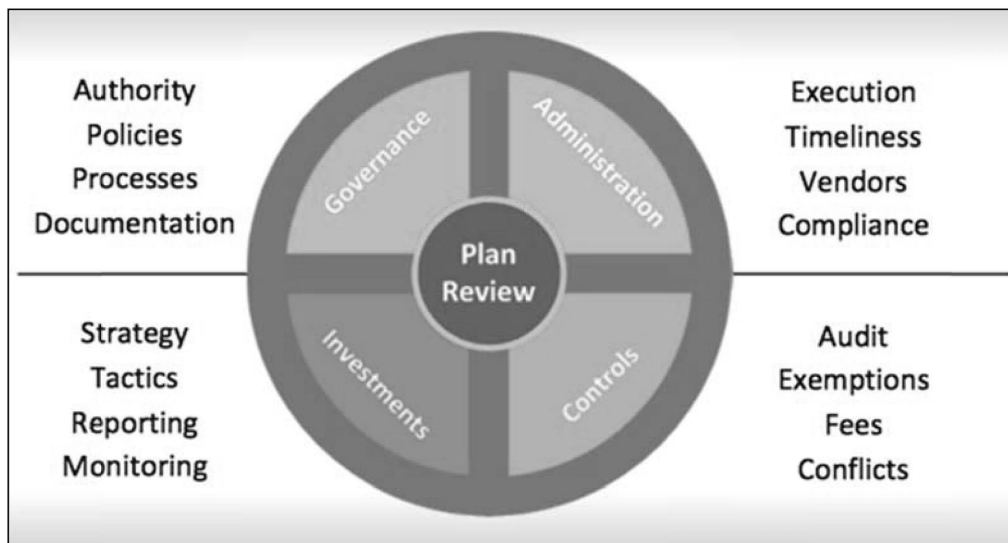 Authority
Policies
Processes
Documentation
Governance
Administration
Execution
Timeliness
Vendors
Compliance
Plan
Review
Strategy
Tactics
Reporting
Monitoring
Investments
Controls
Audit
Exemptions
Fees
Conflicts